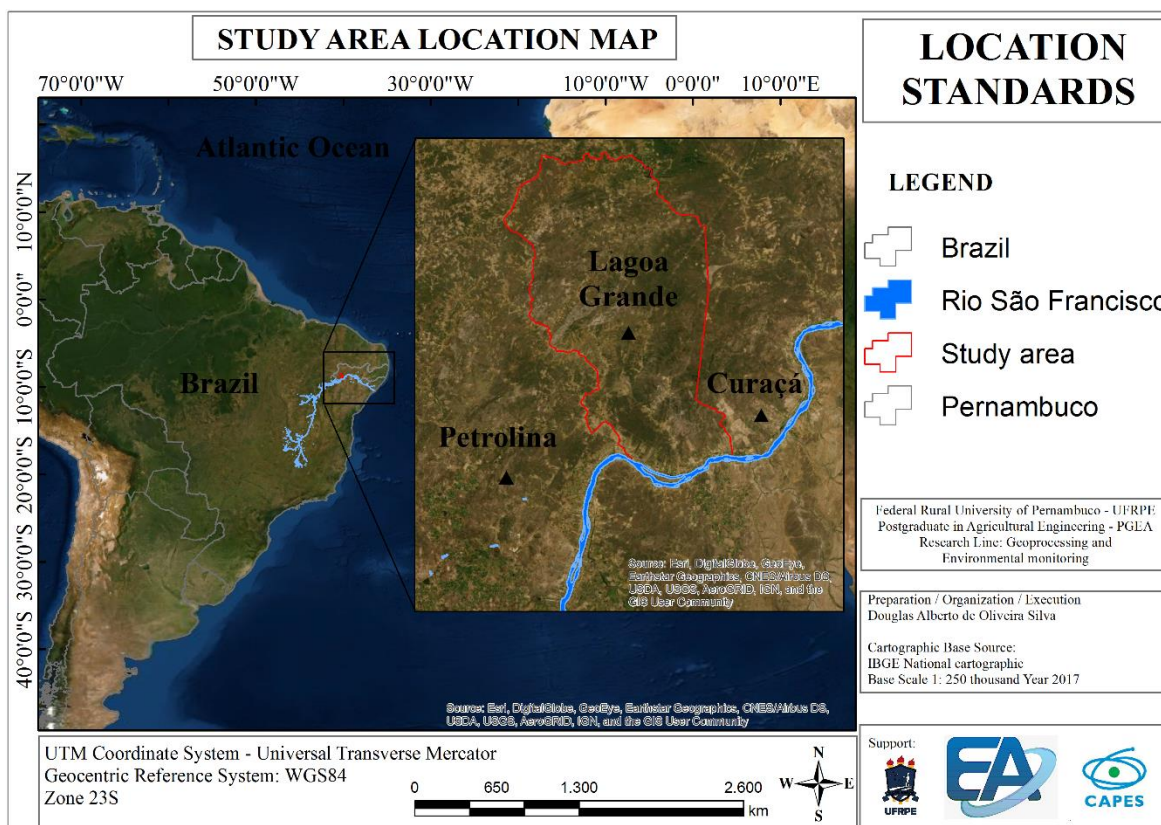 STUDY AREA LOCATION MAP
70°0'0"W
50°0'0"W
30°0'0"W
10°0'0"W
0°0'0"
10°0'0"E
10°0'0"N
0°0'0"
10°0'0"S
20°0'0"S
30°0'0"S
40°0'0"S
Atlantic Ocean
Brazil
Lagoa
Grande
Curaçá
Petrolina
Source: Esri, DigitalGlobe, GeoEye,
Earthstar Geographics, CNES/Airbus DS,
USDA, USGS, AeroGRID, IGN, and the
GIS User Community
Source: Esri, DigitalGlobe, GeoEye, Earthstar Geographics, CNES/Airbus DS,
USDA, USGS, AeroGRID, IGN, and the GIS User Community
UTM Coordinate System - Universal Transverse Mercator
Geocentric Reference System: WGS84
Zone 23S
0 650 1.300 2.600
km
N
W E
S
LOCATION
STANDARDS
LEGEND
Brazil
Rio São Francisco
Study area
Pernambuco
Federal Rural University of Pernambuco - UFRPE
Postgraduate in Agricultural Engineering - PGEA
Research Line: Geoprocessing and
Environmental monitoring
Preparation / Organization / Execution
Douglas Alberto de Oliveira Silva
Cartographic Base Source:
IBGE National cartographic
Base Scale 1: 250 thousand Year 2017
Support:
UFRPE
EA
CAPES